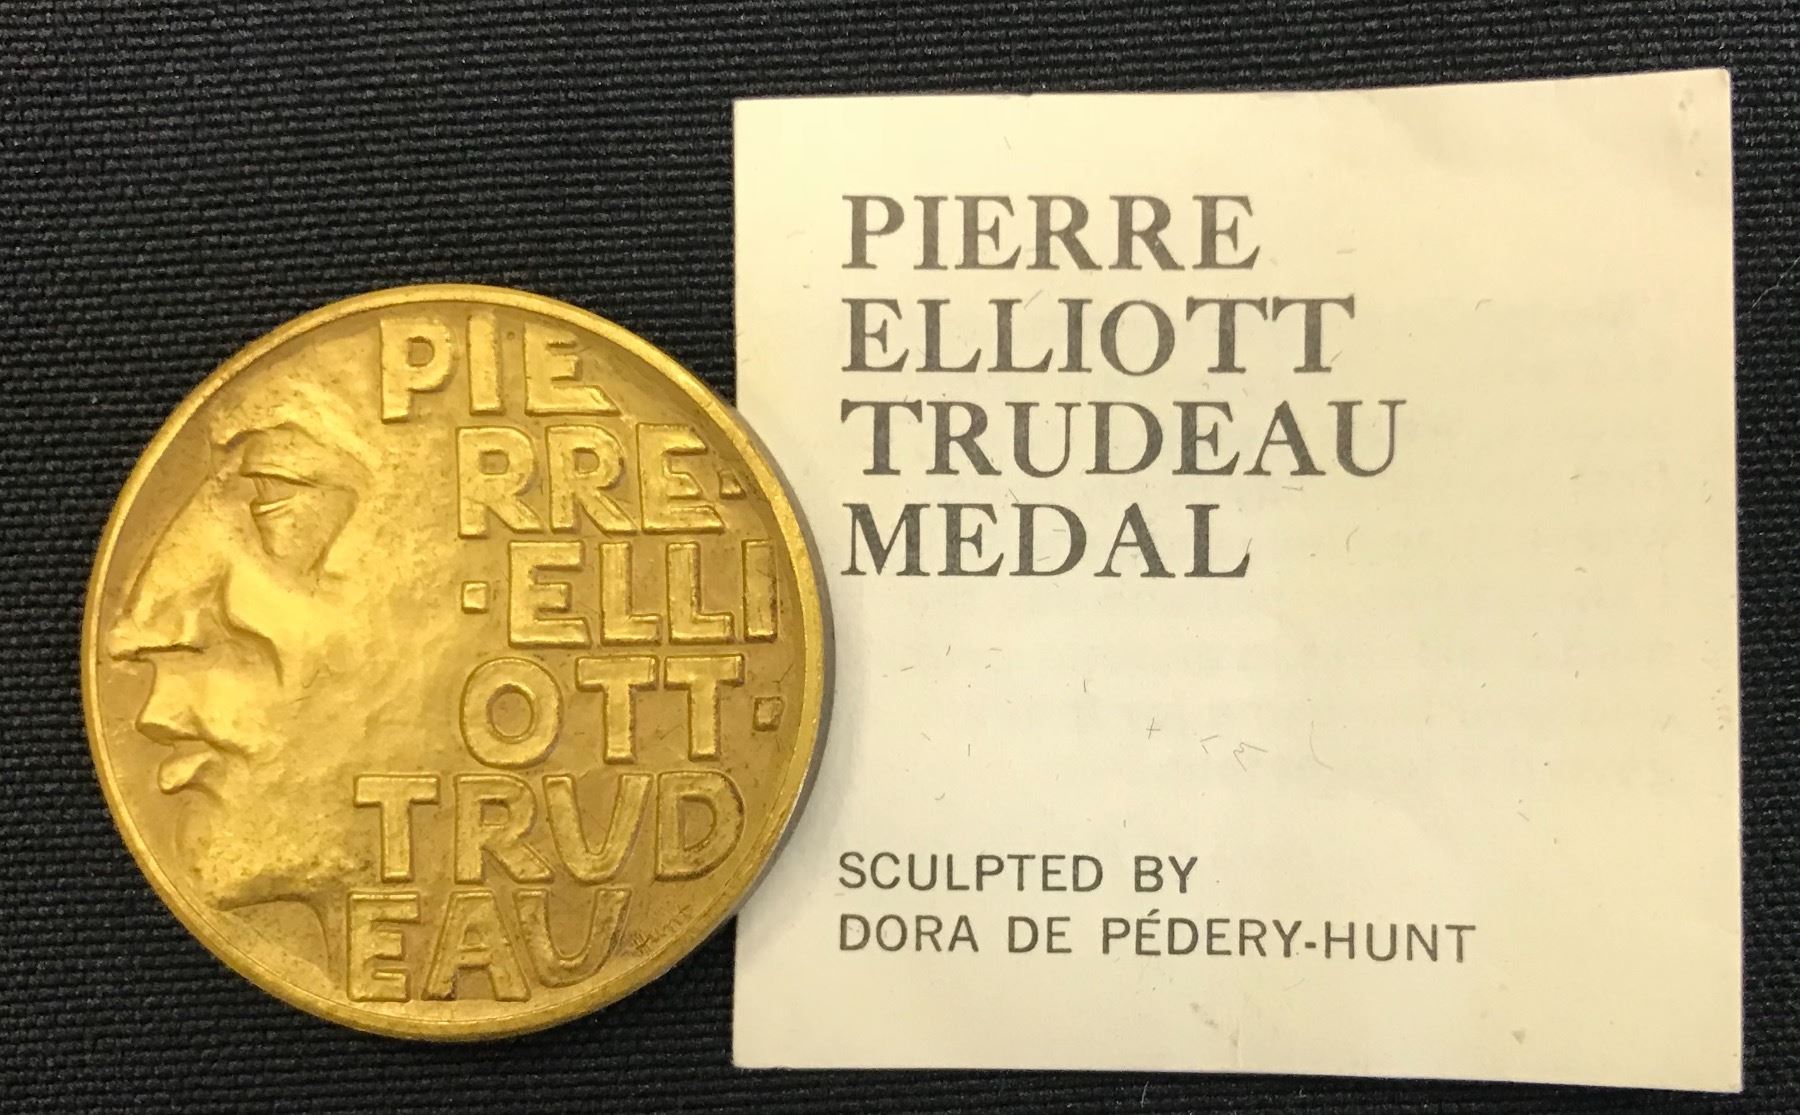 PIE
RRE·
·ELLI
OTT·
TRUD
EAU
Hunt
PIERRE
ELLIOTT
TRUDEAU
MEDAL
SCULPTED BY
DORA DE PÉDERY-HUNT